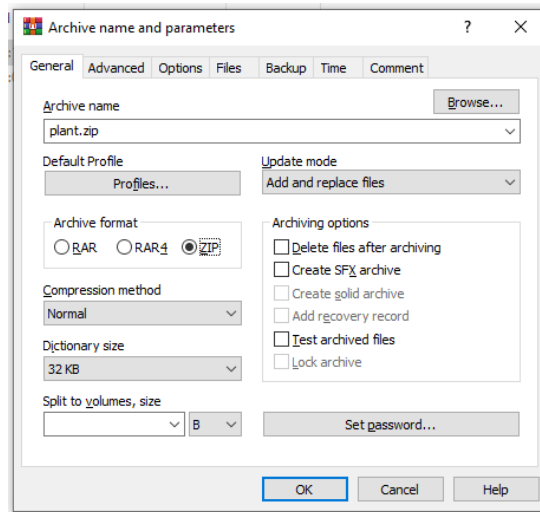 Archive name and parameters
General Advanced Options Files Backup Time Comment
Archive name
Browse...
plant.zip
Default Profile
Profiles...
Update mode
Add and replace files
Archive format
RAR RAR4 ZIP
Compression method
Normal
Dictionary size
32 KB
Split to volumes, size
B
Archiving options
Delete files after archiving
Create SFX archive
Create solid archive
Add recovery record
Test archived files
Lock archive
Set password...
OK Cancel Help